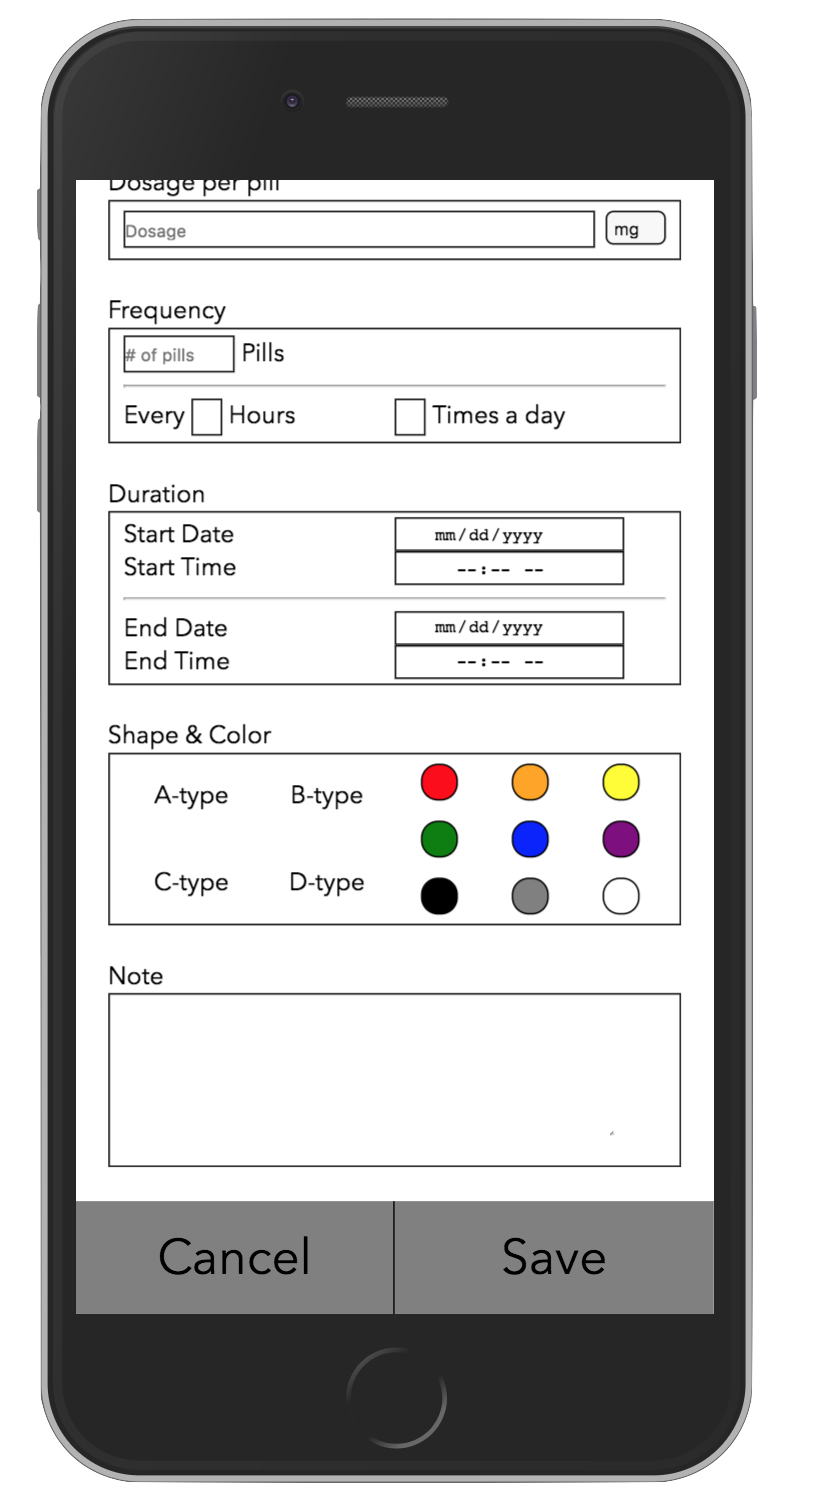 Dosage per pill
Dosage mg
Frequency
# of pills Pills
Every Hours Times a day
Duration
Start Date mm/dd/yyyy
Start Time --:-- --
End Date mm/dd/yyyy
End Time --:-- --
Shape & Color
A-type B-type
C-type D-type
Note
Cancel Save